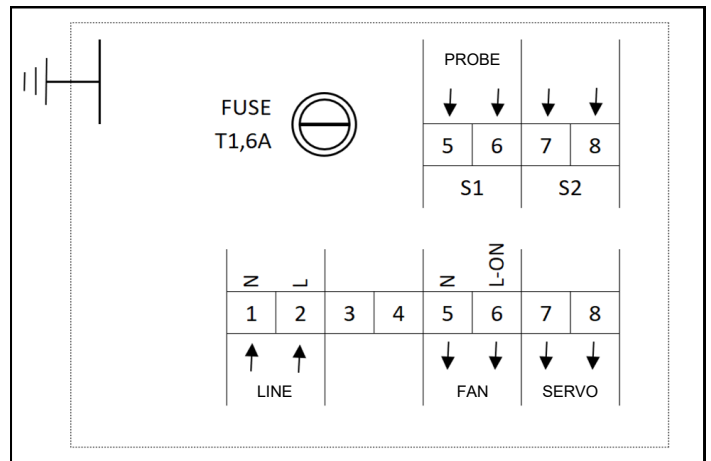 PROBE
FUSE
T1,6A
5 6 7 8
S1 S2
N L N L-ON
1 2 3 4 5 6 7 8
LINE FAN SERVO